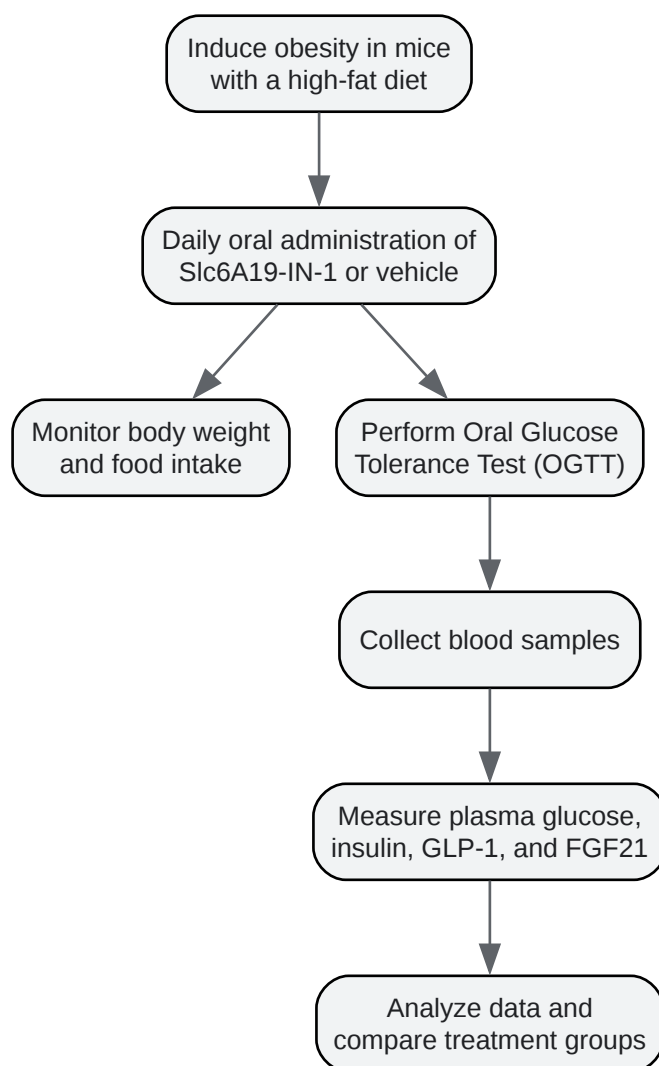 Induce obesity in mice
with a high-fat diet
Daily oral administration of
Slc6A19-IN-1 or vehicle
Monitor body weight
and food intake
Perform Oral Glucose
Tolerance Test (OGTT)
Collect blood samples
Measure plasma glucose,
insulin, GLP-1, and FGF21
Analyze data and
compare treatment groups